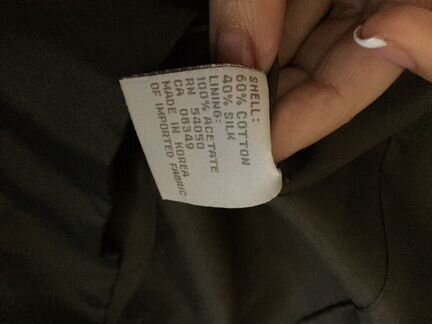 SHELL:
60% COTTON
40% SILK
LINING:
100% ACETATE
RN 54050
CA 08349
MADE IN KOREA
OF IMPORTED FABRIC